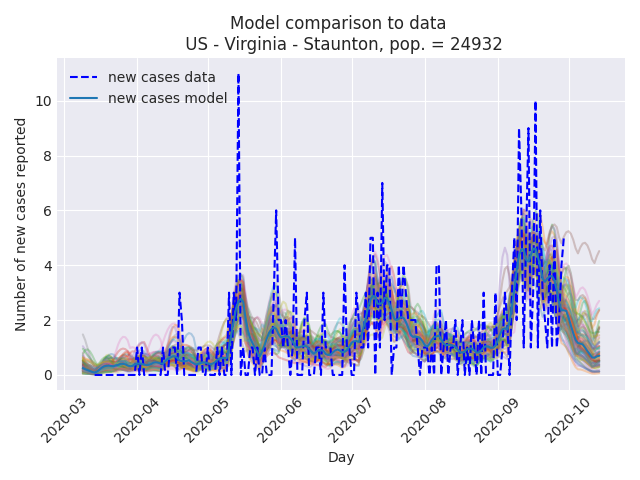 Model comparison to data
US - Virginia - Staunton, pop. = 24932
new cases data
new cases model
Number of new cases reported
10
8
6
4
2
0
2020-03
2020-04
2020-05
2020-06
2020-07
2020-08
2020-09
2020-10
Day